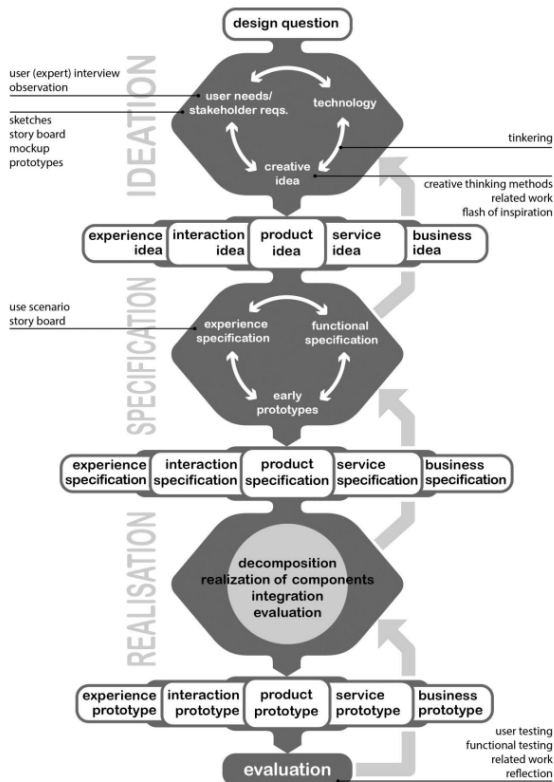 design question
user (expert) interview
observation
sketches
story board
mockup
prototypes
IDEATION
user needs/
stakeholder reqs.
technology
creative
idea
tinkering
creative thinking methods
related work
flash of inspiration
experience
idea
interaction
idea
product
idea
service
idea
business
idea
use scenario
story board
SPECIFICATION
experience
specification
functional
specification
early
prototypes
experience
specification
interaction
specification
product
specification
service
specification
business
specification
REALISATION
decomposition
realization of components
integration
evaluation
experience
prototype
interaction
prototype
product
prototype
service
prototype
business
prototype
evaluation
user testing
functional testing
related work
reflection